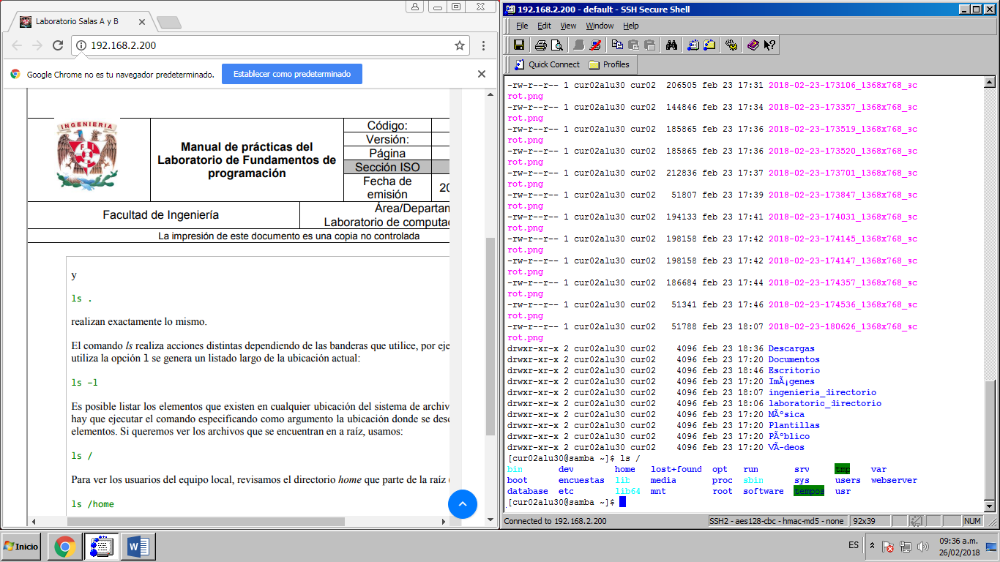 Laboratorio Salas A y B
192.168.2.200
Google Chrome no es tu navegador predeterminado.
Establecer como predeterminado
INGENIERIA
Manual de prácticas del
Laboratorio de Fundamentos de
programación
Código:
Versión:
Página
Sección ISO
Fecha de
emisión
20
Facultad de Ingeniería
Área/Departam
Laboratorio de computac
La impresión de este documento es una copia no controlada
y
ls .
realizan exactamente lo mismo.
El comando ls realiza acciones distintas dependiendo de las banderas que utilice, por eje
utiliza la opción l se genera un listado largo de la ubicación actual:
ls –l
Es posible listar los elementos que existen en cualquier ubicación del sistema de archiv
hay que ejecutar el comando especificando como argumento la ubicación donde se dese
elementos. Si queremos ver los archivos que se encuentran en a raíz, usamos:
ls /
Para ver los usuarios del equipo local, revisamos el directorio home que parte de la raíz
ls /home
192.168.2.200 - default - SSH Secure Shell
File Edit View Window Help
Quick Connect Profiles
-rw-r--r-- 1 cur02alu30 cur02 206505 feb 23 17:31 2018-02-23-173106_1368x768_sc
rot.png
-rw-r--r-- 1 cur02alu30 cur02 144846 feb 23 17:34 2018-02-23-173357_1368x768_sc
rot.png
-rw-r--r-- 1 cur02alu30 cur02 185865 feb 23 17:36 2018-02-23-173519_1368x768_sc
rot.png
-rw-r--r-- 1 cur02alu30 cur02 185865 feb 23 17:36 2018-02-23-173520_1368x768_sc
rot.png
-rw-r--r-- 1 cur02alu30 cur02 212836 feb 23 17:37 2018-02-23-173701_1368x768_sc
rot.png
-rw-r--r-- 1 cur02alu30 cur02 51807 feb 23 17:39 2018-02-23-173847_1368x768_sc
rot.png
-rw-r--r-- 1 cur02alu30 cur02 194133 feb 23 17:41 2018-02-23-174031_1368x768_sc
rot.png
-rw-r--r-- 1 cur02alu30 cur02 198158 feb 23 17:42 2018-02-23-174145_1368x768_sc
rot.png
-rw-r--r-- 1 cur02alu30 cur02 198158 feb 23 17:42 2018-02-23-174147_1368x768_sc
rot.png
-rw-r--r-- 1 cur02alu30 cur02 186684 feb 23 17:44 2018-02-23-174357_1368x768_sc
rot.png
-rw-r--r-- 1 cur02alu30 cur02 51341 feb 23 17:46 2018-02-23-174536_1368x768_sc
rot.png
-rw-r--r-- 1 cur02alu30 cur02 51788 feb 23 18:07 2018-02-23-180626_1368x768_sc
rot.png
drwxr-xr-x 2 cur02alu30 cur02 4096 feb 23 18:36 Descargas
drwxr-xr-x 2 cur02alu30 cur02 4096 feb 23 17:20 Documentos
drwxr-xr-x 2 cur02alu30 cur02 4096 feb 23 18:46 Escritorio
drwxr-xr-x 2 cur02alu30 cur02 4096 feb 23 17:20 ImÃ¡genes
drwxr-xr-x 2 cur02alu30 cur02 4096 feb 23 18:07 ingenieria_directorio
drwxr-xr-x 2 cur02alu30 cur02 4096 feb 23 18:06 laboratorio_directorio
drwxr-xr-x 2 cur02alu30 cur02 4096 feb 23 17:20 MÃºsica
drwxr-xr-x 2 cur02alu30 cur02 4096 feb 23 17:20 Plantillas
drwxr-xr-x 2 cur02alu30 cur02 4096 feb 23 17:20 PÃºblico
drwxr-xr-x 2 cur02alu30 cur02 4096 feb 23 17:20 VÃ-deos
[cur02alu30@samba ~]$ ls /
bin dev home lost+found opt run srv tmp var
boot encuestas lib media proc sbin sys users webserver
database etc lib64 mnt root software tempos usr
[cur02alu30@samba ~]$
Connected to 192.168.2.200
SSH2 - aes128-cbc - hmac-md5 - none
92x39
NUM
Inicio
ES
09:36 a.m.
26/02/2018